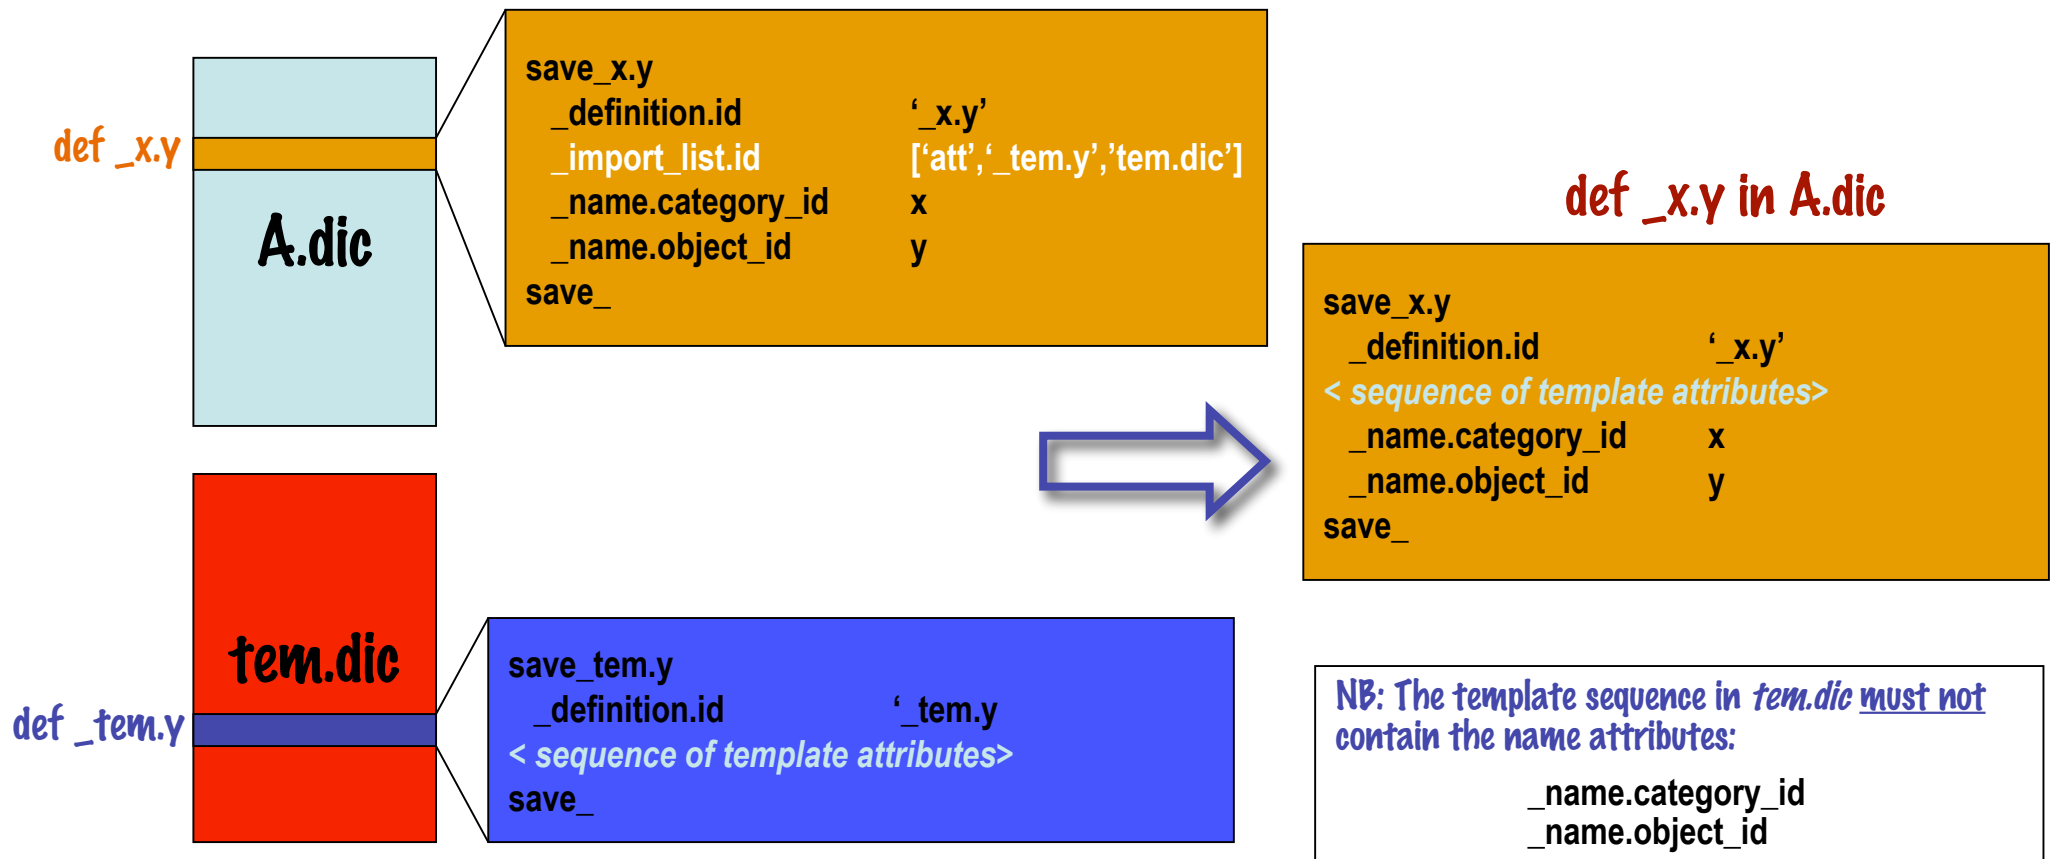 def _x.y
A.dic
save_x.y
_definition.id ‘_x.y’
_import_list.id [‘att’,‘_tem.y’,’tem.dic’]
_name.category_id x
_name.object_id y
save_
def _x.y in A.dic
save_x.y
_definition.id ‘_x.y’
< sequence of template attributes>
_name.category_id x
_name.object_id y
save_
def _tem.y
tem.dic
save_tem.y
_definition.id ‘_tem.y
< sequence of template attributes>
save_
NB: The template sequence in tem.dic must not
contain the name attributes:
_name.category_id
_name.object_id